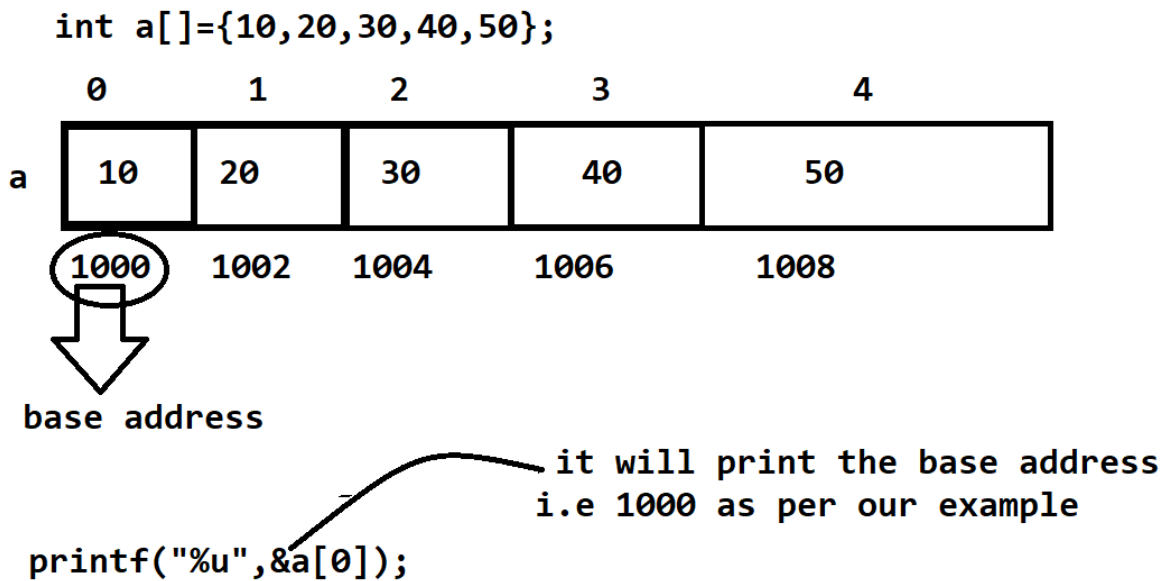 int a[]={10,20,30,40,50};
0 1 2 3 4
a 10 20 30 40 50
1000 1002 1004 1006 1008
base address
it will print the base address
i.e 1000 as per our example
printf("%u",&a[0]);